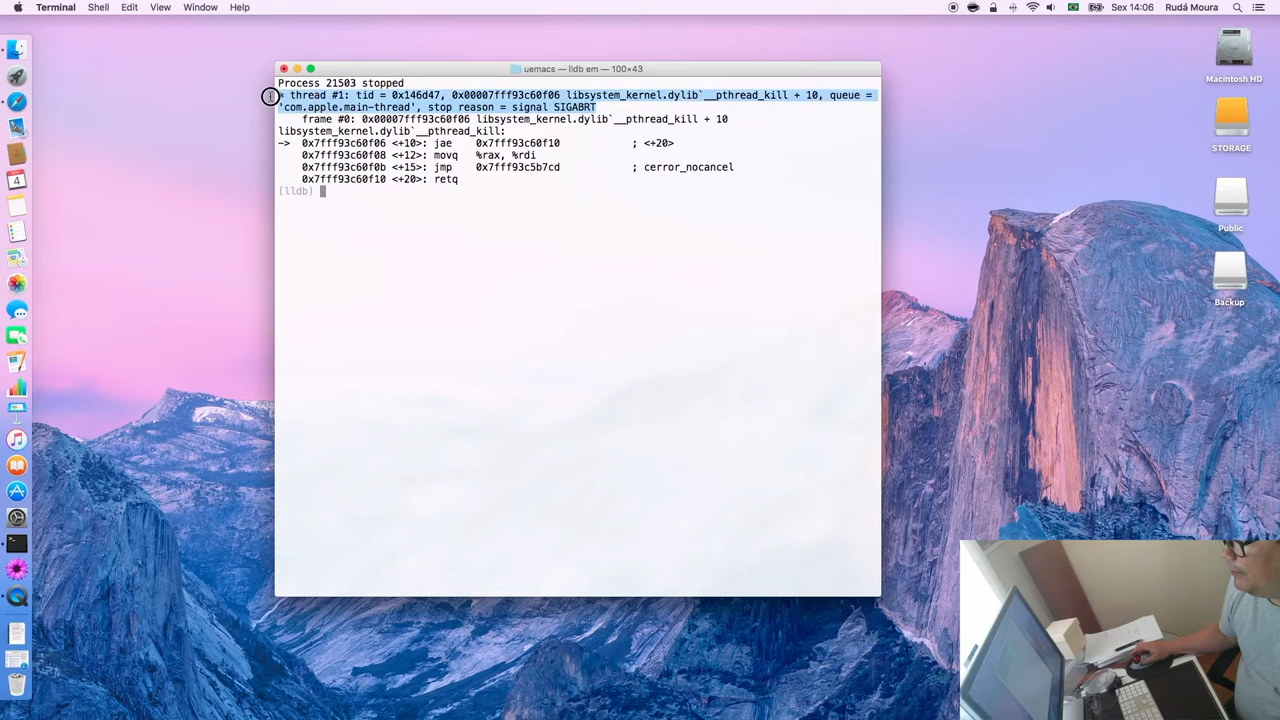 Terminal Shell Edit View Window Help Sex 14:06 Rudá Moura
uemacs — lldb em — 100×43
Process 21503 stopped
* thread #1: tid = 0x146d47, 0x00007fff93c60f06 libsystem_kernel.dylib`__pthread_kill + 10, queue =
'com.apple.main-thread', stop reason = signal SIGABRT
frame #0: 0x00007fff93c60f06 libsystem_kernel.dylib`__pthread_kill + 10
libsystem_kernel.dylib`__pthread_kill:
-> 0x7fff93c60f06 <+10>: jae 0x7fff93c60f10 ; <+20>
0x7fff93c60f08 <+12>: movq %rax, %rdi
0x7fff93c60f0b <+15>: jmp 0x7fff93c5b7cd ; cerror_nocancel
0x7fff93c60f10 <+20>: retq
(lldb)
Macintosh HD
STORAGE
Public
Backup
4